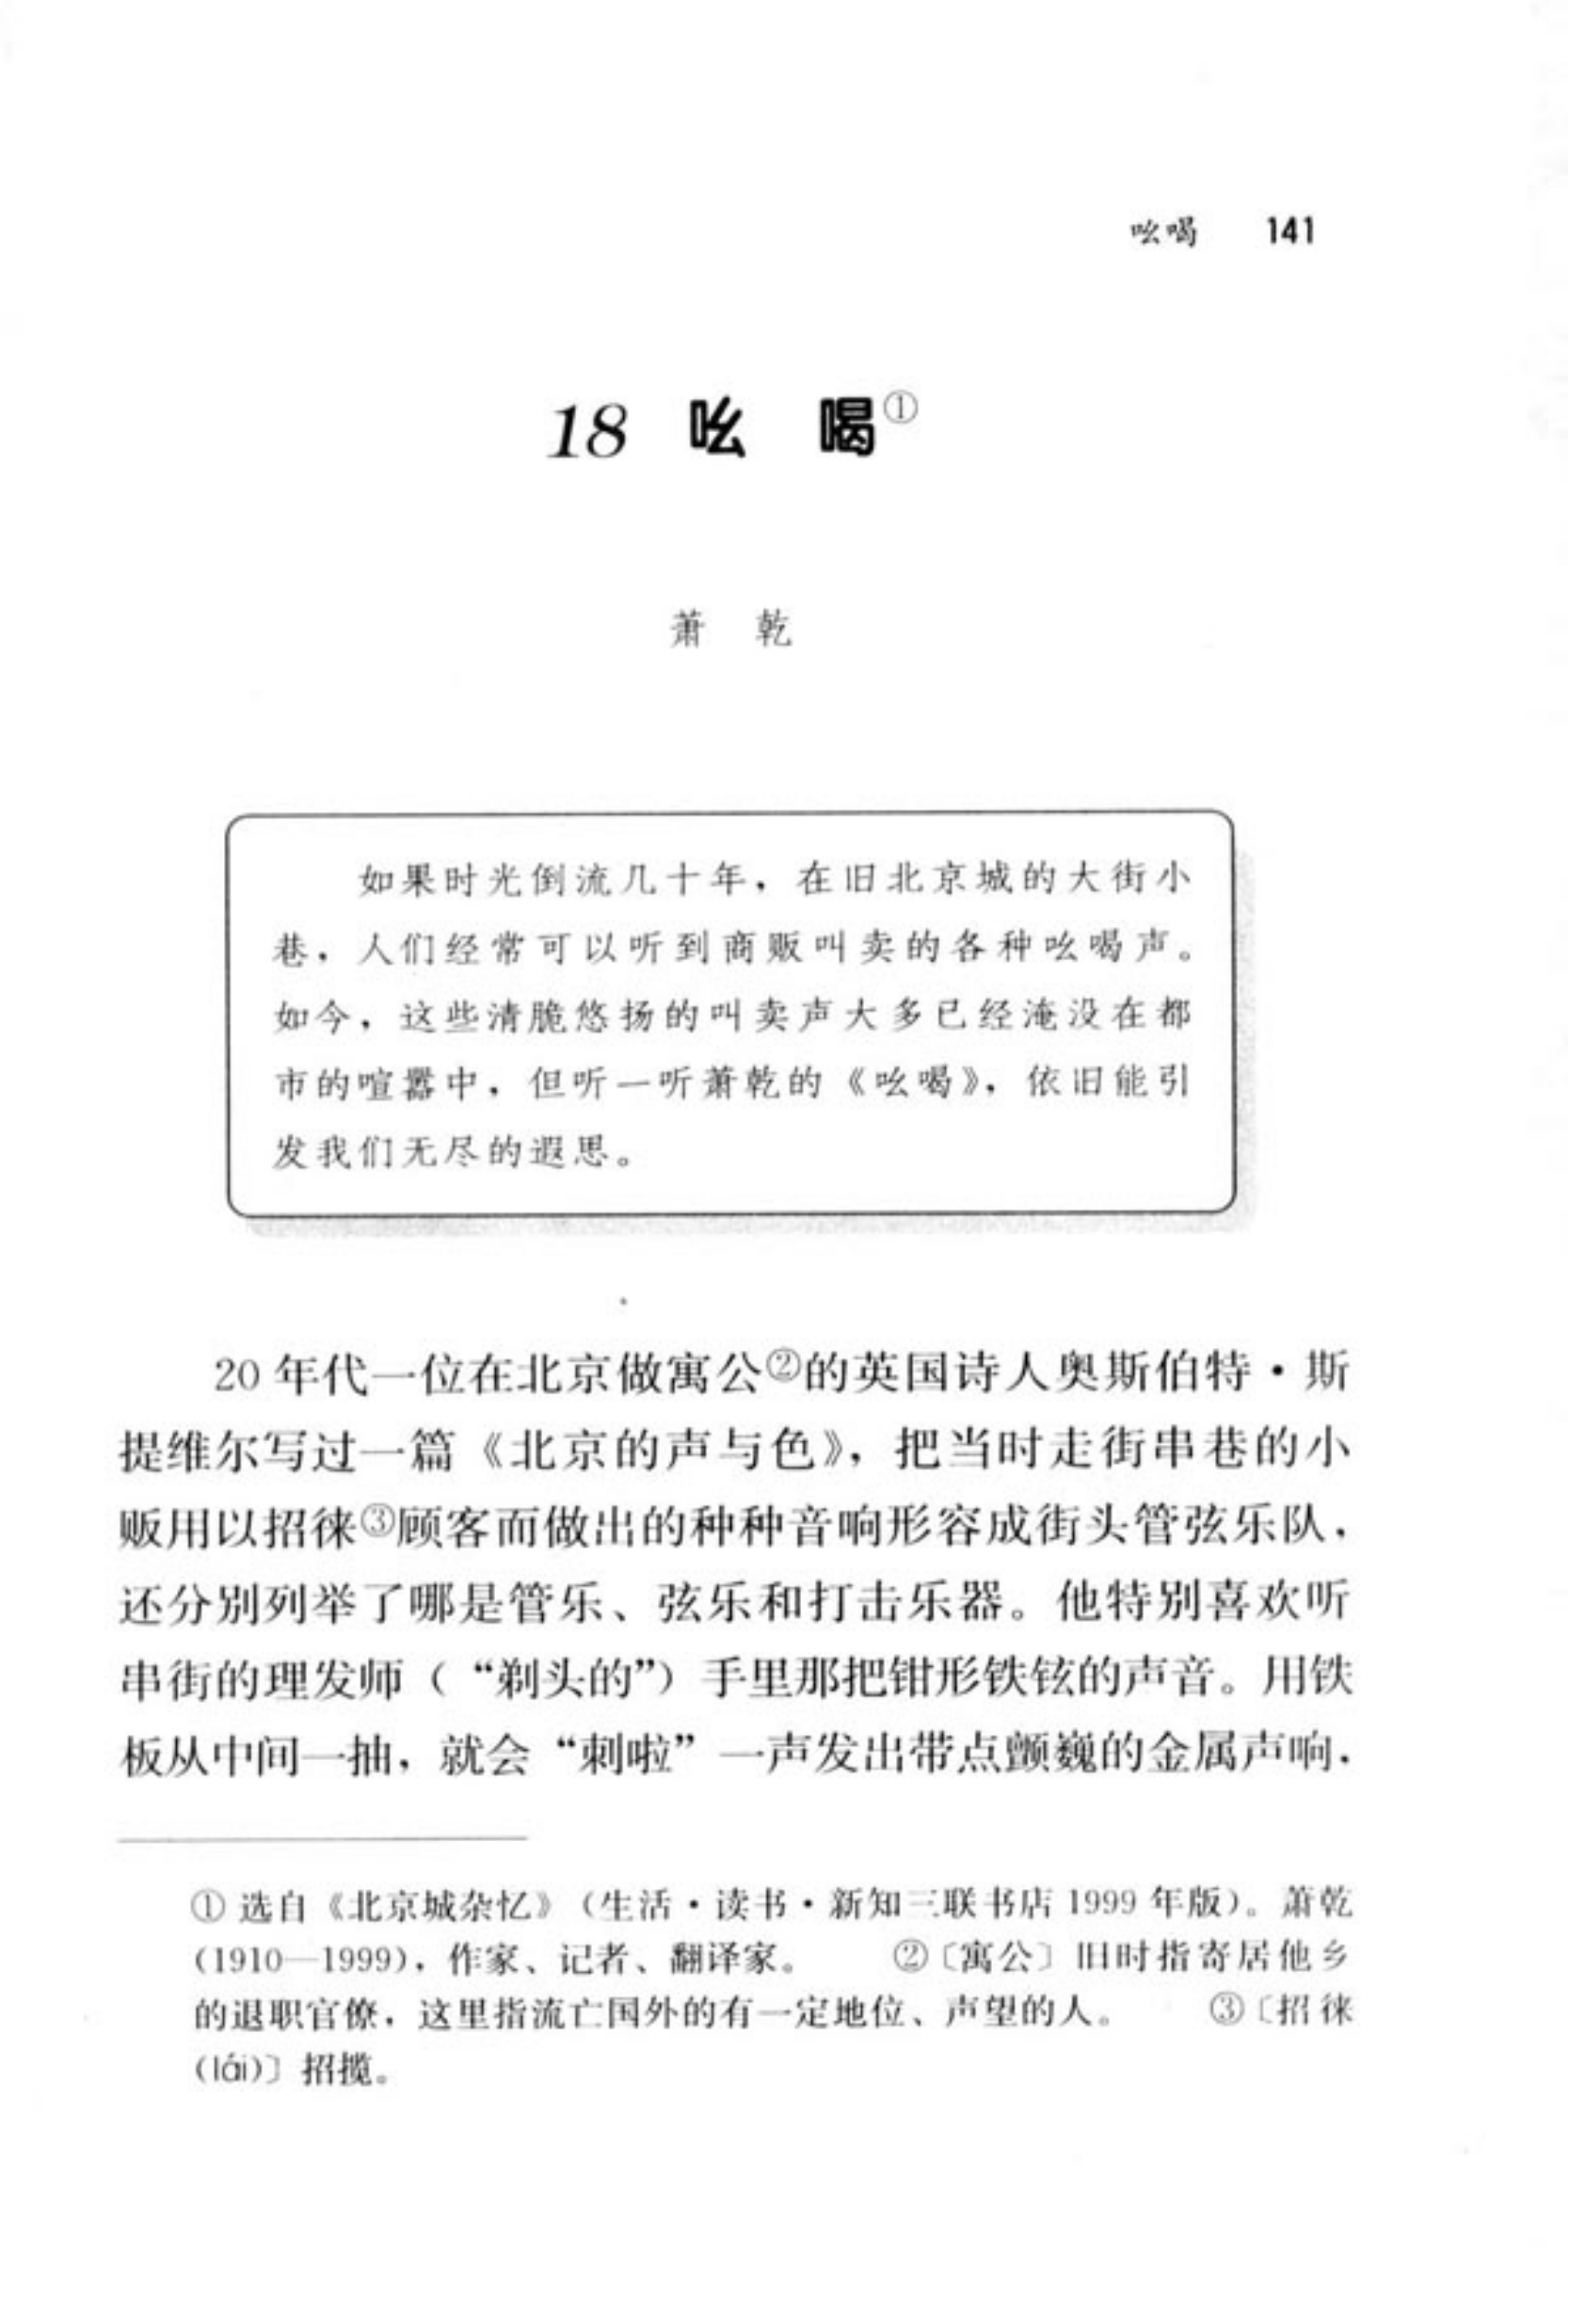 吆喝 141
18 吆 喝①
萧 乾
如果时光倒流几十年，在旧北京城的大街小
巷，人们经常可以听到商贩叫卖的各种吆喝声。
如今，这些清脆悠扬的叫卖声大多已经淹没在都
市的喧嚣中，但听一听萧乾的《吆喝》，依旧能引
发我们无尽的遐思。
20 年代一位在北京做寓公②的英国诗人奥斯伯特·斯
提维尔写过一篇《北京的声与色》，把当时走街串巷的小
贩用以招徕③顾客而做出的种种音响形容成街头管弦乐队，
还分别列举了哪是管乐、弦乐和打击乐器。他特别喜欢听
串街的理发师（“剃头的”）手里那把钳形铁铉的声音。用铁
板从中间一抽，就会“刺啦”一声发出带点颤巍的金属声响，
① 选自《北京城杂忆》（生活·读书·新知三联书店 1999 年版）。萧乾
（1910—1999），作家、记者、翻译家。 ②〔寓公〕旧时指寄居他乡
的退职官僚，这里指流亡国外的有一定地位、声望的人。 ③〔招徕
（lái）〕招揽。